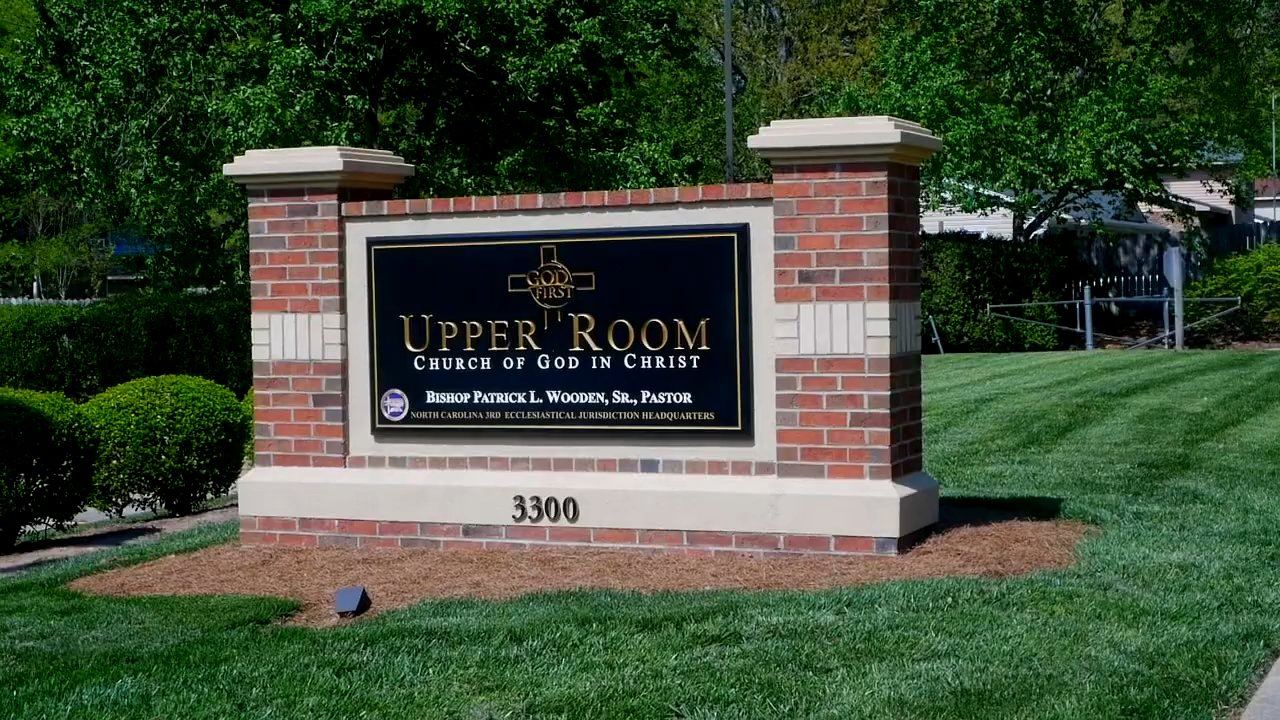 GOD
FIRST
UPPER ROOM
CHURCH OF GOD IN CHRIST
BISHOP PATRICK L. WOODEN, SR., PASTOR
NORTH CAROLINA 3RD ECCLESIASTICAL JURISDICTION HEADQUARTERS
3300